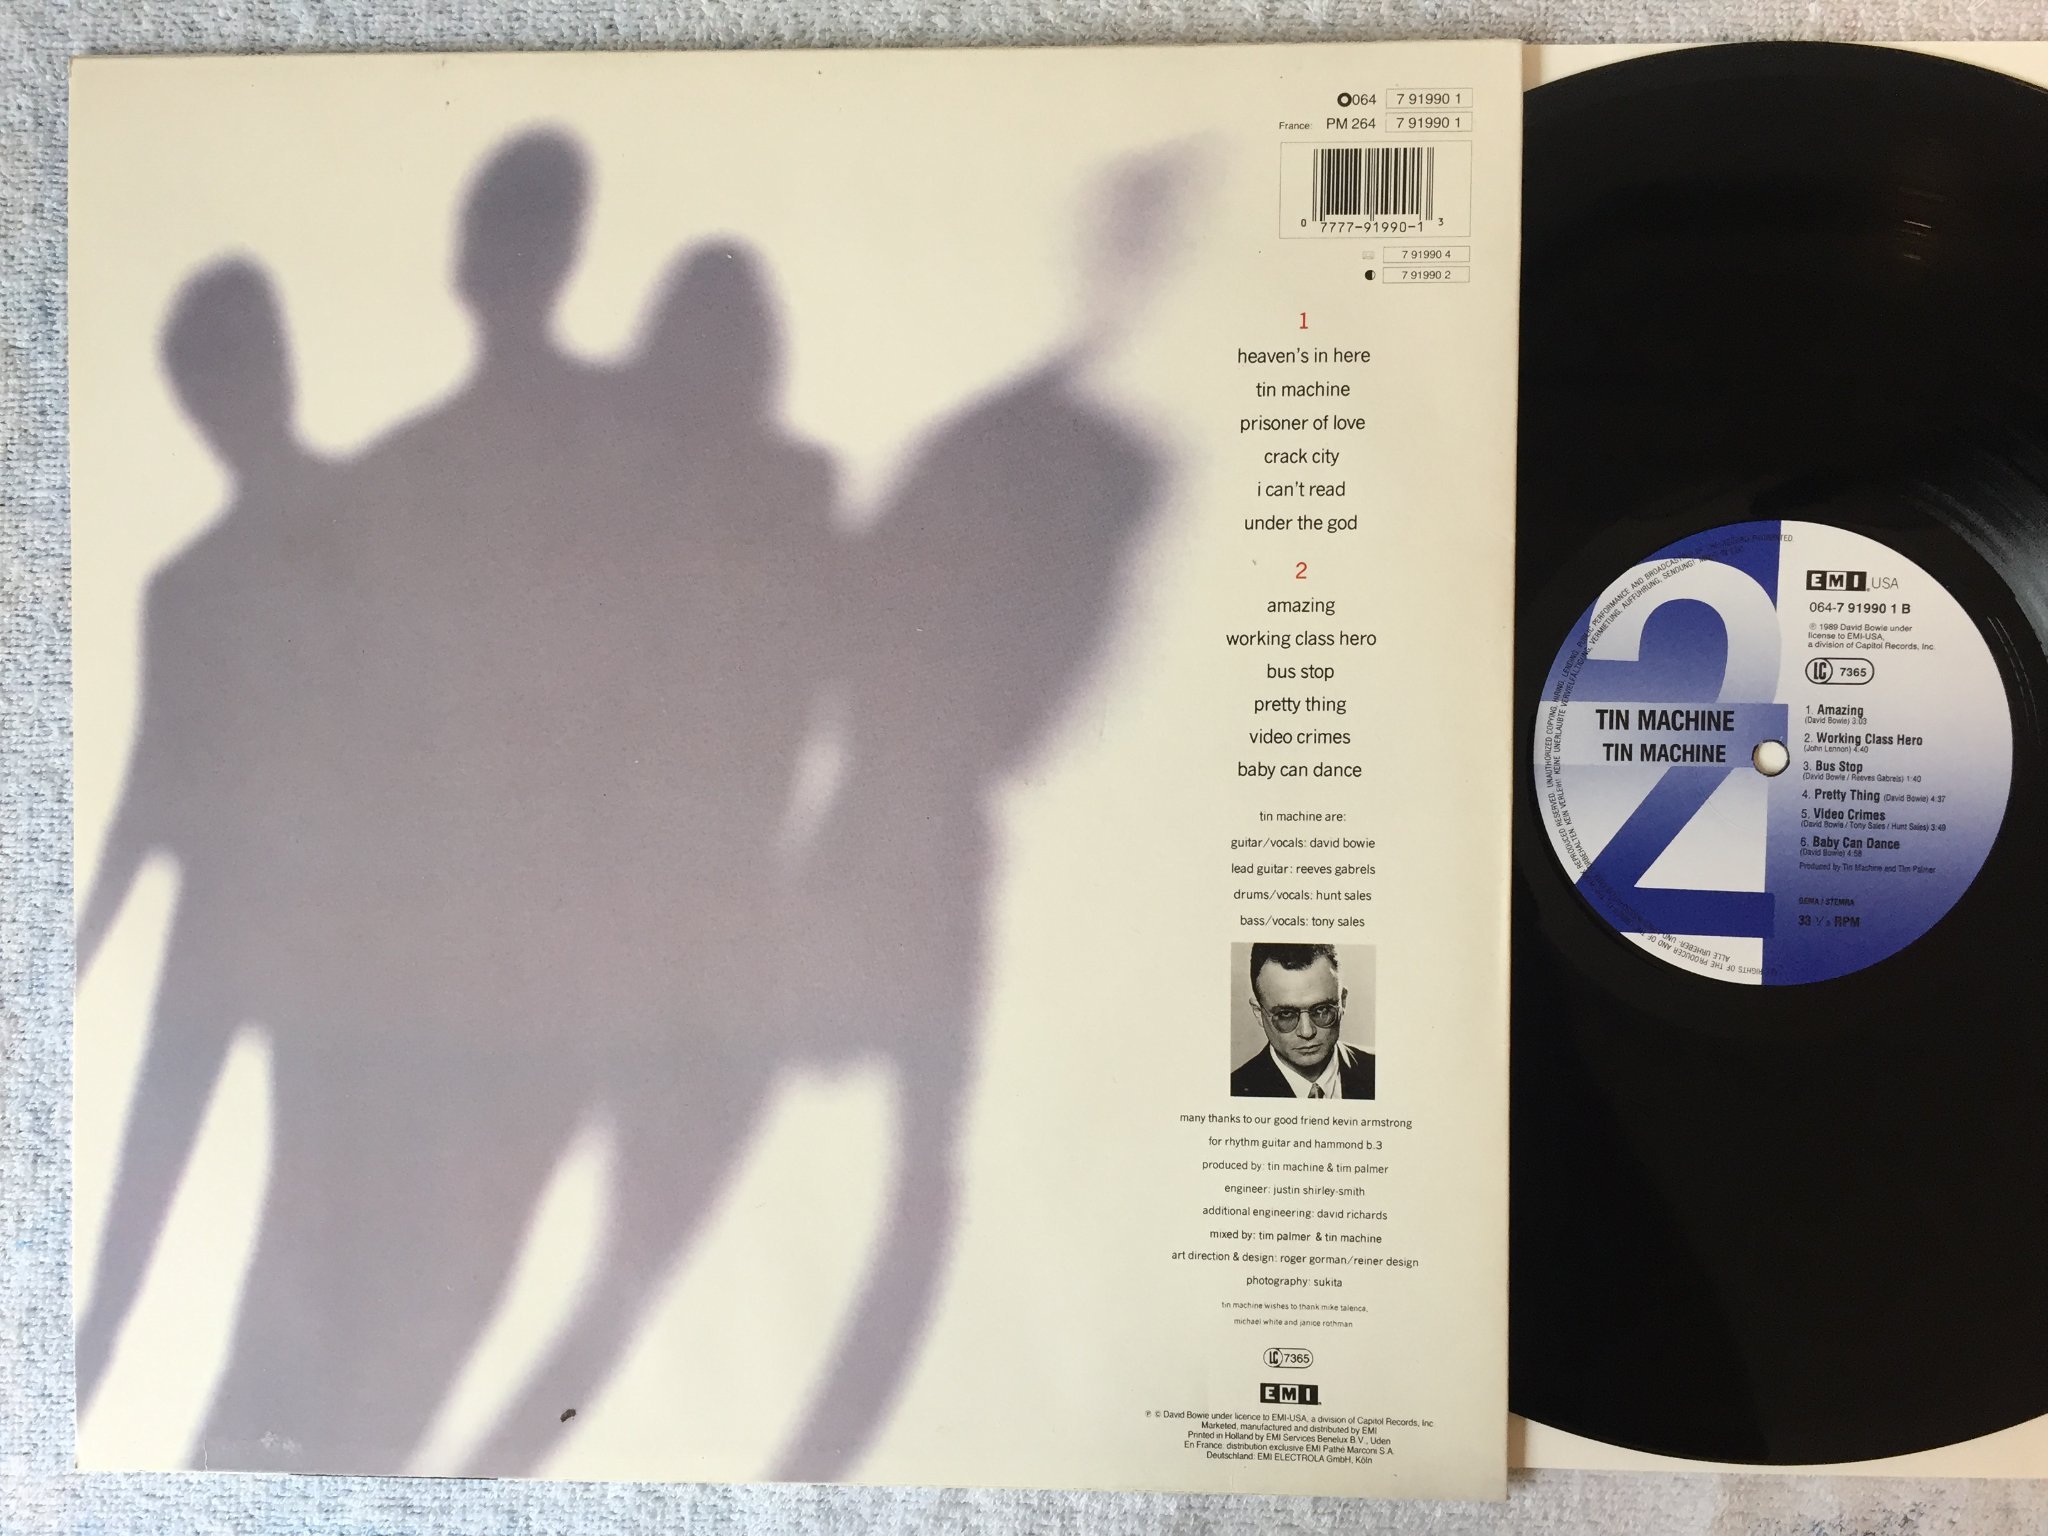 064 7 91990 1
France: PM 264 7 91990 1
0 7777-91990-1 3
7 91990 4
7 91990 2
1
heaven's in here
tin machine
prisoner of love
crack city
i can't read
under the god
2
amazing
working class hero
bus stop
pretty thing
video crimes
baby can dance
tin machine are:
guitar/vocals: david bowie
lead guitar: reeves gabrels
drums/vocals: hunt sales
bass/vocals: tony sales
many thanks to our good friend kevin armstrong
for rhythm guitar and hammond b.3
produced by: tin machine & tim palmer
engineer: justin shirley-smith
additional engineering: david richards
mixed by: tim palmer & tin machine
art direction & design: roger gorman/reiner design
photography: sukita
tin machine wishes to thank mike talenca,
michael white and janice rothman
LC 7365
EMI
℗ © David Bowie under licence to EMI-USA, a division of Capitol Records, Inc
Marketed, manufactured and distributed by EMI
Printed in Holland by EMI Services Benelux B.V., Uden
En France: distribution exclusive EMI Pathé Marconi S.A.
Deutschland: EMI ELECTROLA GmbH, Köln
2
TIN MACHINE
TIN MACHINE
EMI USA
064-7 91990 1 B
℗ 1989 David Bowie under
license to EMI-USA,
a division of Capitol Records, Inc.
LC 7365
1. Amazing
(David Bowie) 3:03
2. Working Class Hero
(John Lennon) 4:40
3. Bus Stop
(David Bowie / Reeves Gabrels) 1:40
4. Pretty Thing (David Bowie) 4:37
5. Video Crimes
(David Bowie / Tony Sales / Hunt Sales) 3:49
6. Baby Can Dance
(David Bowie) 4:58
Produced by Tin Machine and Tim Palmer
GEMA / STEMRA
33 1/3 RPM